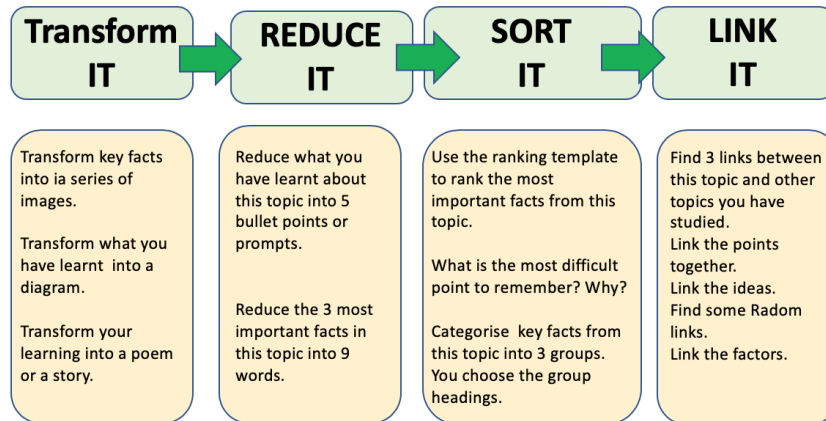 Transform
IT
REDUCE
IT
SORT
IT
LINK
IT
Transform key facts
into ia series of
images.
Transform what you
have learnt into a
diagram.
Transform your
learning into a poem
or a story.
Reduce what you
have learnt about
this topic into 5
bullet points or
prompts.
Reduce the 3 most
important facts in
this topic into 9
words.
Use the ranking template
to rank the most
important facts from this
topic.
What is the most difficult
point to remember? Why?
Categorise key facts from
this topic into 3 groups.
You choose the group
headings.
Find 3 links between
this topic and other
topics you have
studied.
Link the points
together.
Link the ideas.
Find some Radom
links.
Link the factors.